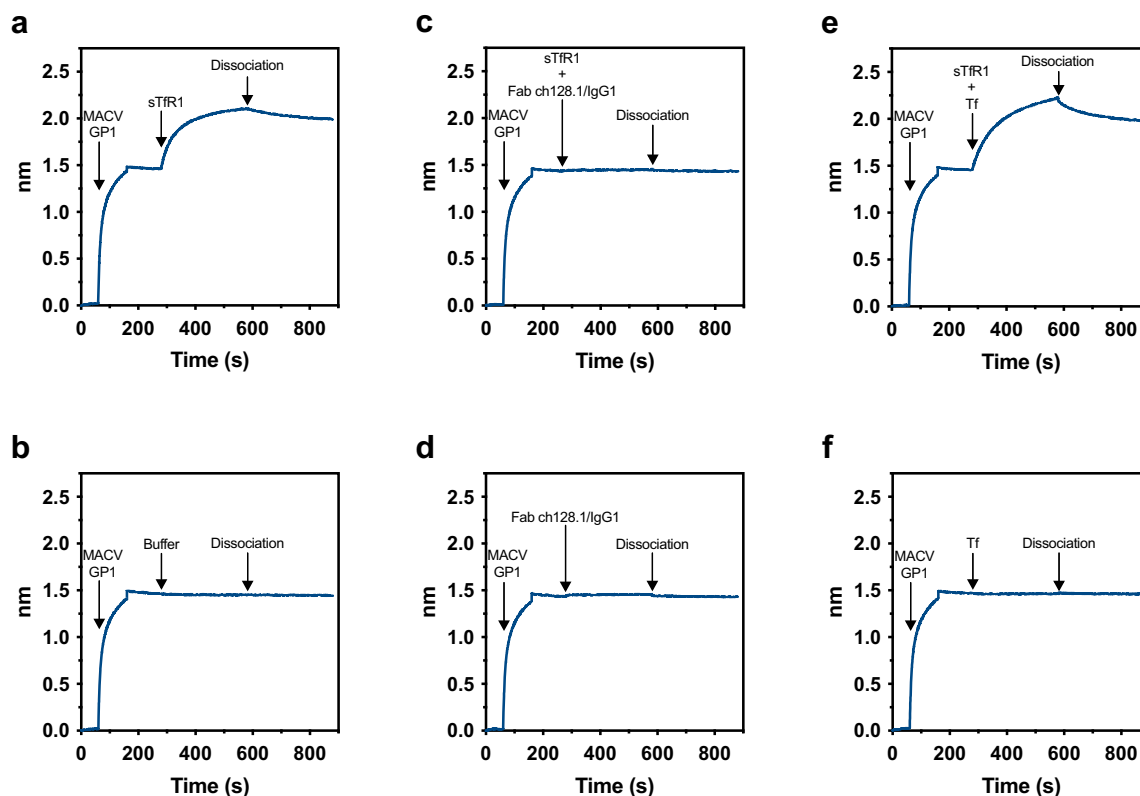 a
2.5
2.0
1.5
1.0
0.5
0.0
nm
MACV
GP1
sTfR1
Dissociation
0 200 400 600 800
Time (s)
c
2.5
2.0
1.5
1.0
0.5
0.0
nm
sTfR1
+
Fab ch128.1/IgG1
MACV
GP1
Dissociation
0 200 400 600 800
Time (s)
e
2.5
2.0
1.5
1.0
0.5
0.0
nm
sTfR1
+
Tf
MACV
GP1
Dissociation
0 200 400 600 800
Time (s)
b
2.5
2.0
1.5
1.0
0.5
0.0
nm
MACV
GP1
Buffer
Dissociation
0 200 400 600 800
Time (s)
d
2.5
2.0
1.5
1.0
0.5
0.0
nm
Fab ch128.1/IgG1
MACV
GP1
Dissociation
0 200 400 600 800
Time (s)
f
2.5
2.0
1.5
1.0
0.5
0.0
nm
MACV
GP1
Tf
Dissociation
0 200 400 600 800
Time (s)